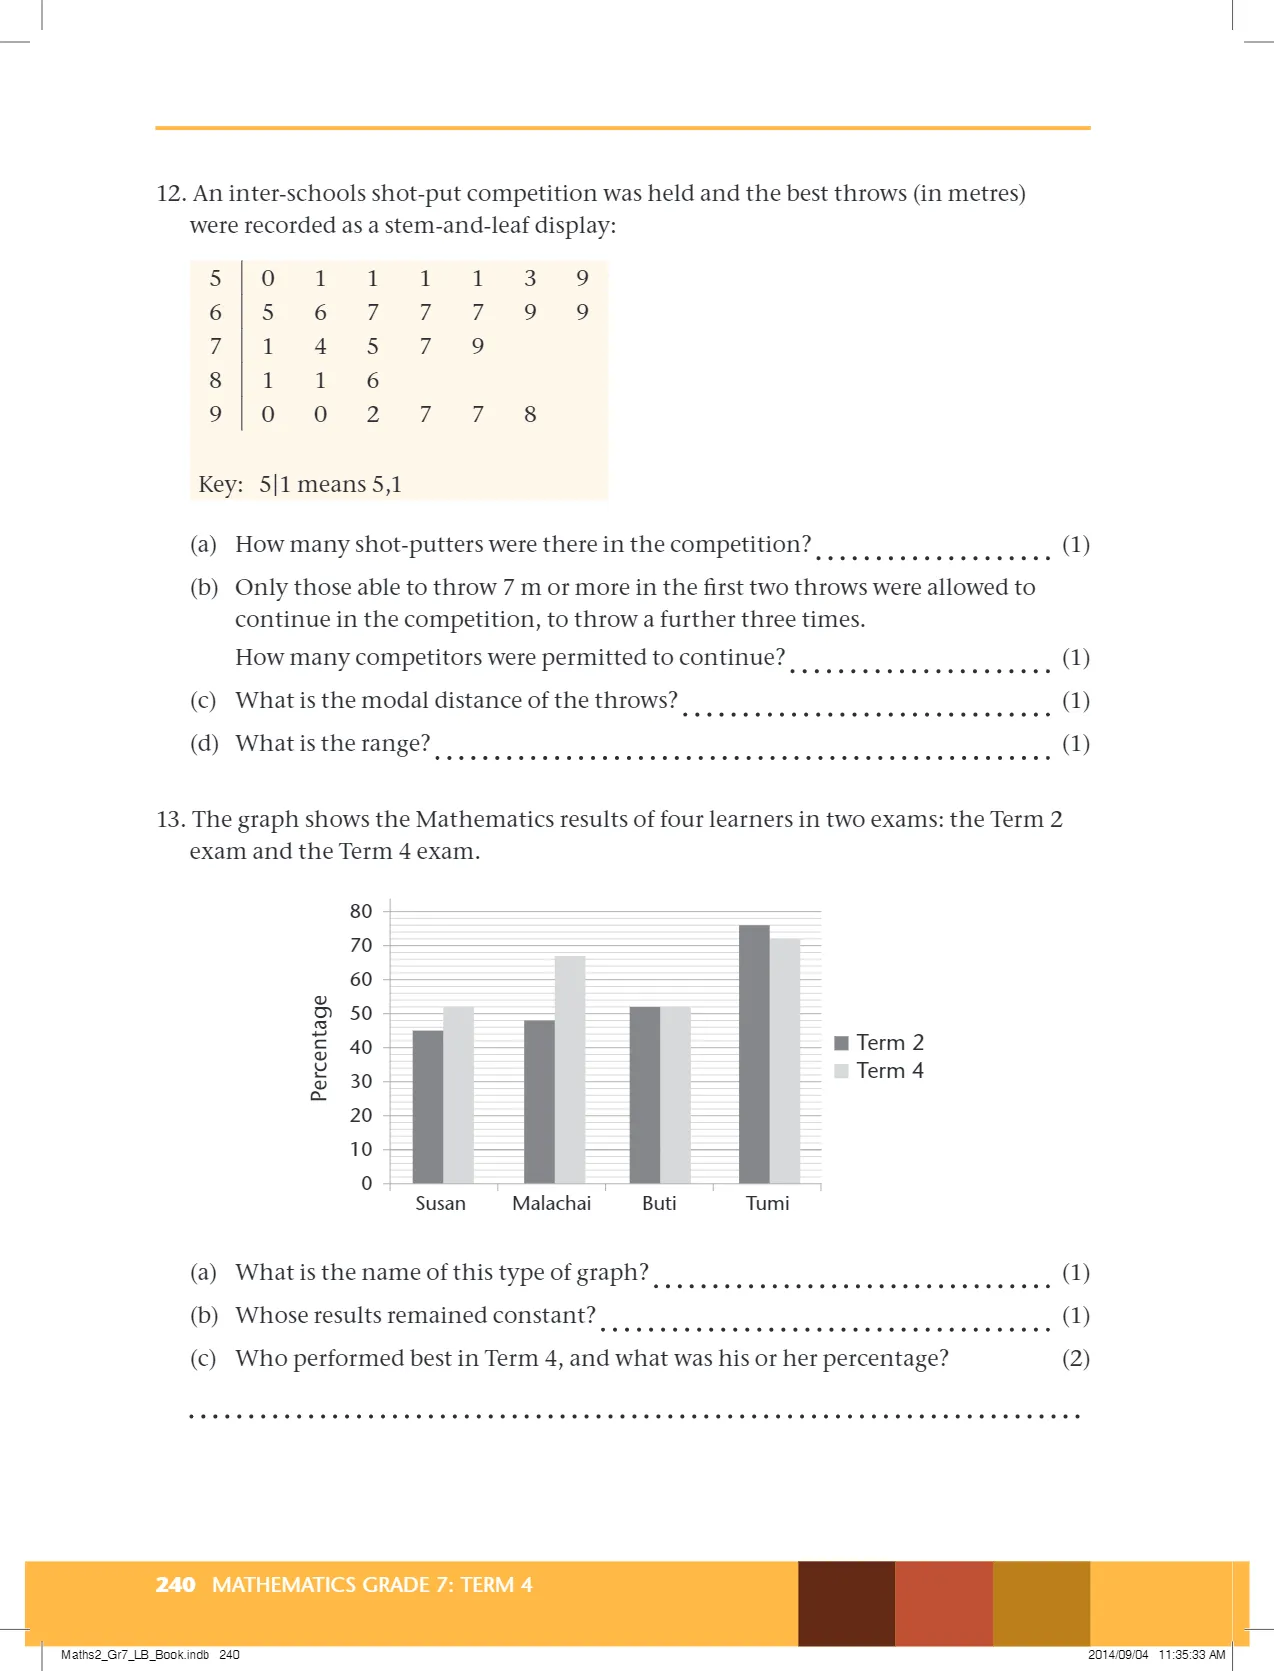 12. An inter-schools shot-put competition was held and the best throws (in metres)
were recorded as a stem-and-leaf display:
5 0 1 1 1 1 3 9
6 5 6 7 7 7 9 9
7 1 4 5 7 9
8 1 1 6
9 0 0 2 7 7 8
Key: 5|1 means 5,1
(a) How many shot-putters were there in the competition? (1)
(b) Only those able to throw 7 m or more in the first two throws were allowed to
continue in the competition, to throw a further three times.
How many competitors were permitted to continue? (1)
(c) What is the modal distance of the throws? (1)
(d) What is the range? (1)
13. The graph shows the Mathematics results of four learners in two exams: the Term 2
exam and the Term 4 exam.
Percentage
80
70
60
50
40
30
20
10
0
Susan Malachai Buti Tumi
Term 2
Term 4
(a) What is the name of this type of graph? (1)
(b) Whose results remained constant? (1)
(c) Who performed best in Term 4, and what was his or her percentage? (2)
240 MATHEMATICS GRADE 7: TERM 4
Maths2_Gr7_LB_Book.indb 240
2014/09/04 11:35:33 AM